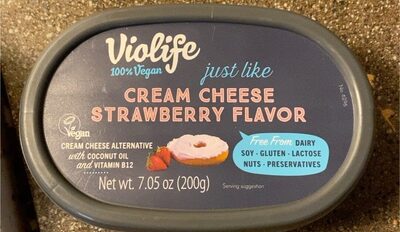 Violife
100% Vegan
just like
CREAM CHEESE
STRAWBERRY FLAVOR
Vegan
CREAM CHEESE ALTERNATIVE
with COCONUT OIL
and VITAMIN B12
Free From DAIRY
SOY - GLUTEN - LACTOSE
NUTS - PRESERVATIVES
Net wt. 7.05 oz (200g)
Serving suggestion